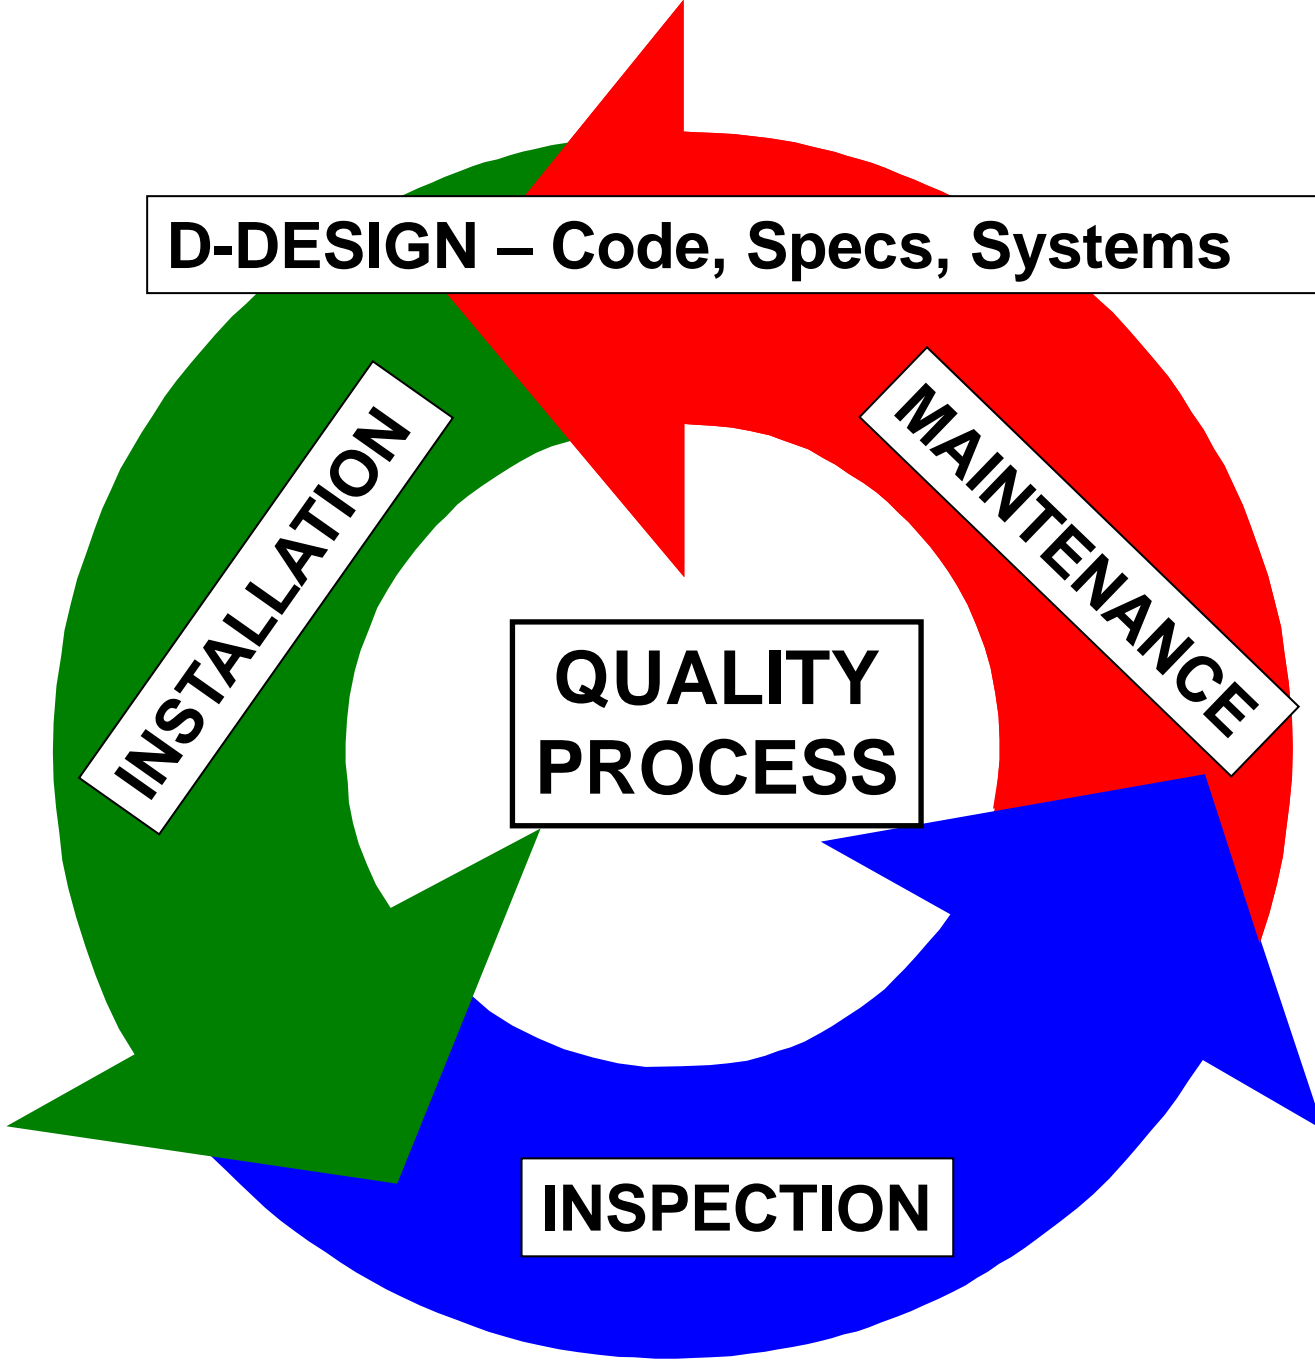 D-DESIGN – Code, Specs, Systems
INSTALLATION
MAINTENANCE
QUALITY
PROCESS
INSPECTION